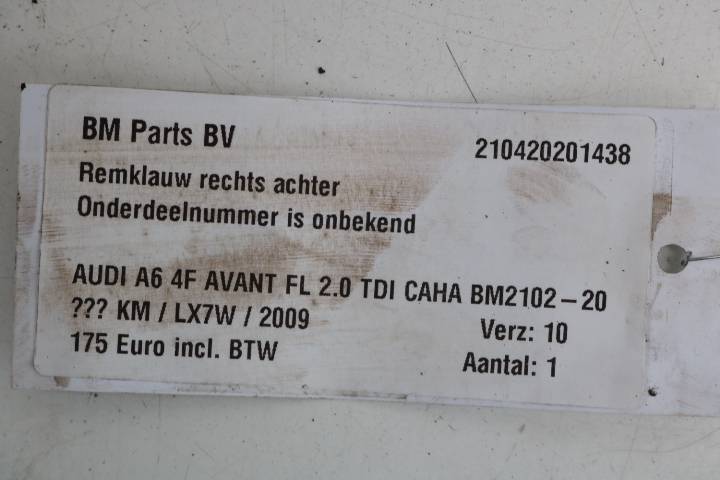 BM Parts BV
210420201438
Remklauw rechts achter
Onderdeelnummer is onbekend
AUDI A6 4F AVANT FL 2.0 TDI CAHA BM2102-20
??? KM / LX7W / 2009
Verz: 10
175 Euro incl. BTW
Aantal: 1